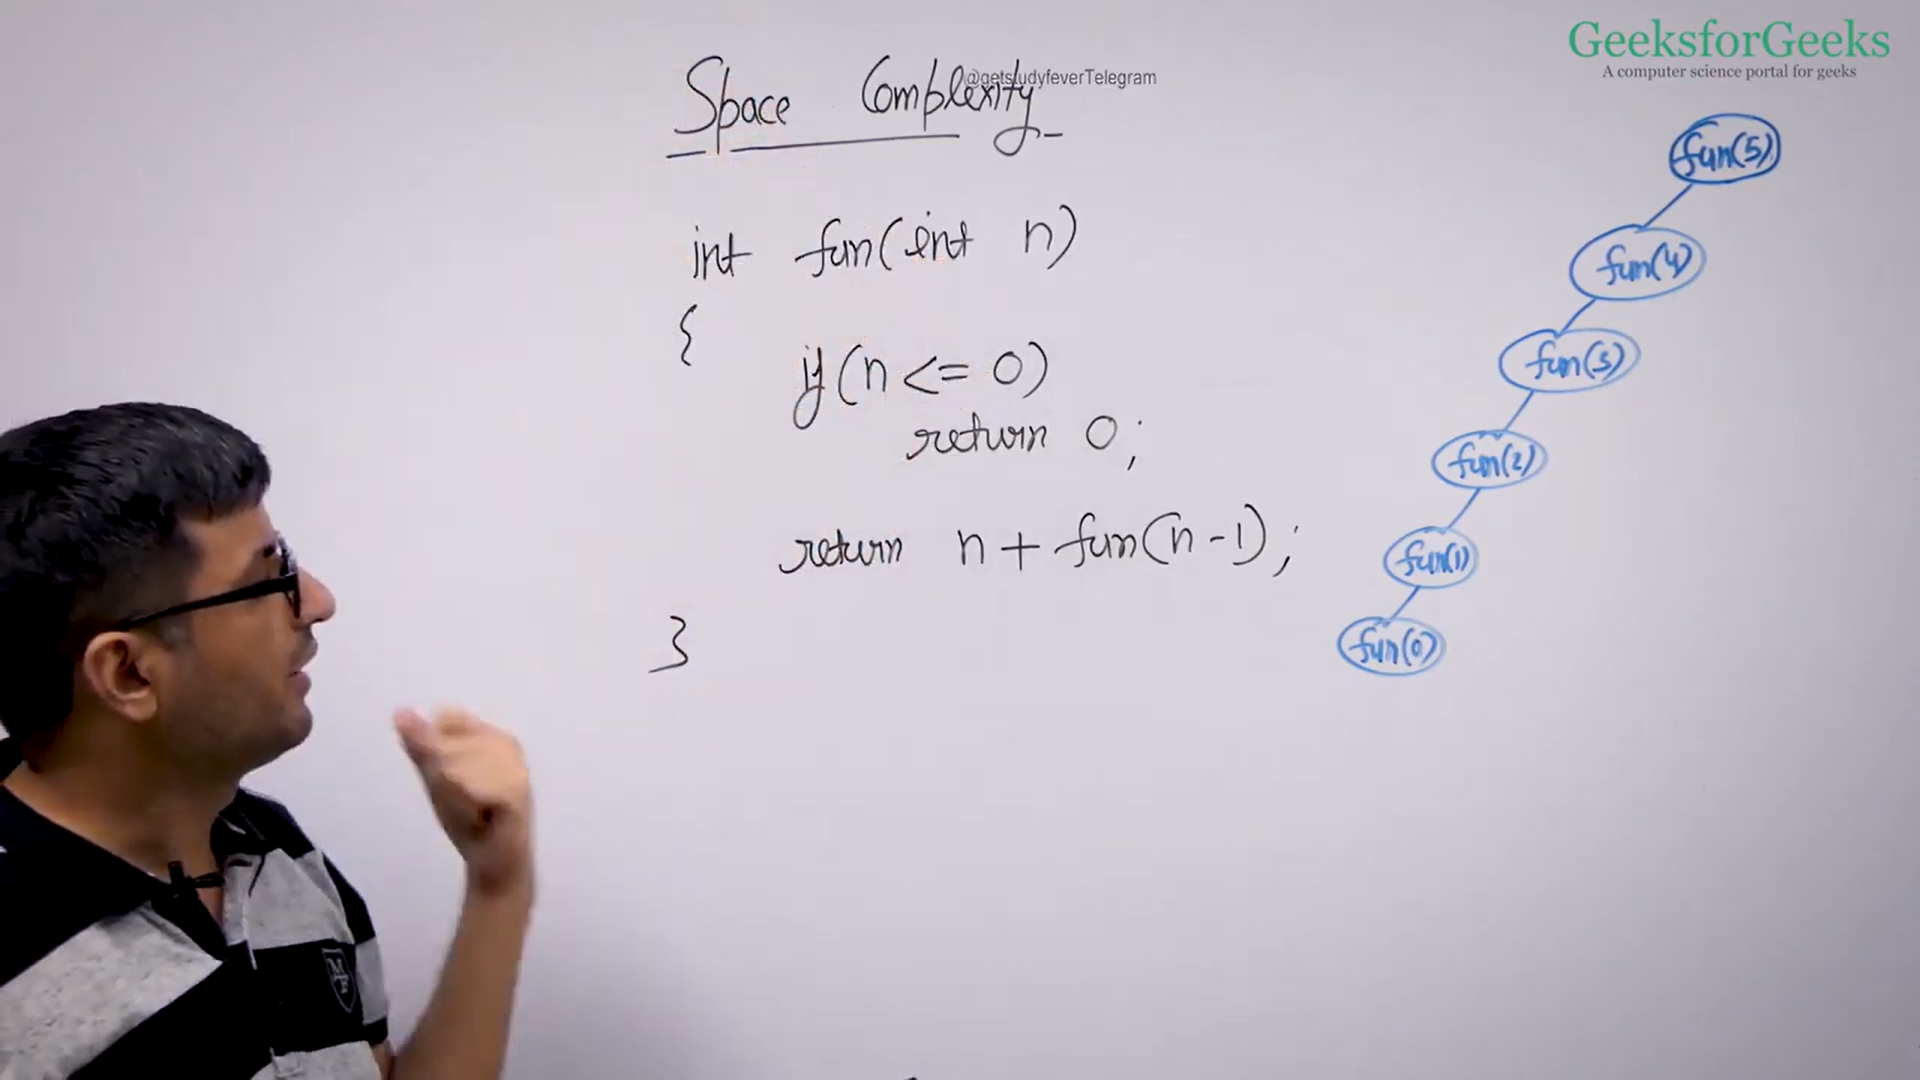 GeeksforGeeks
A computer science portal for geeks
@getstudyfeverTelegram
Space Complexity
int fun(int n)
{
if(n <= 0)
return 0;
return n + fun(n-1);
}
fun(5)
fun(4)
fun(3)
fun(2)
fun(1)
fun(0)